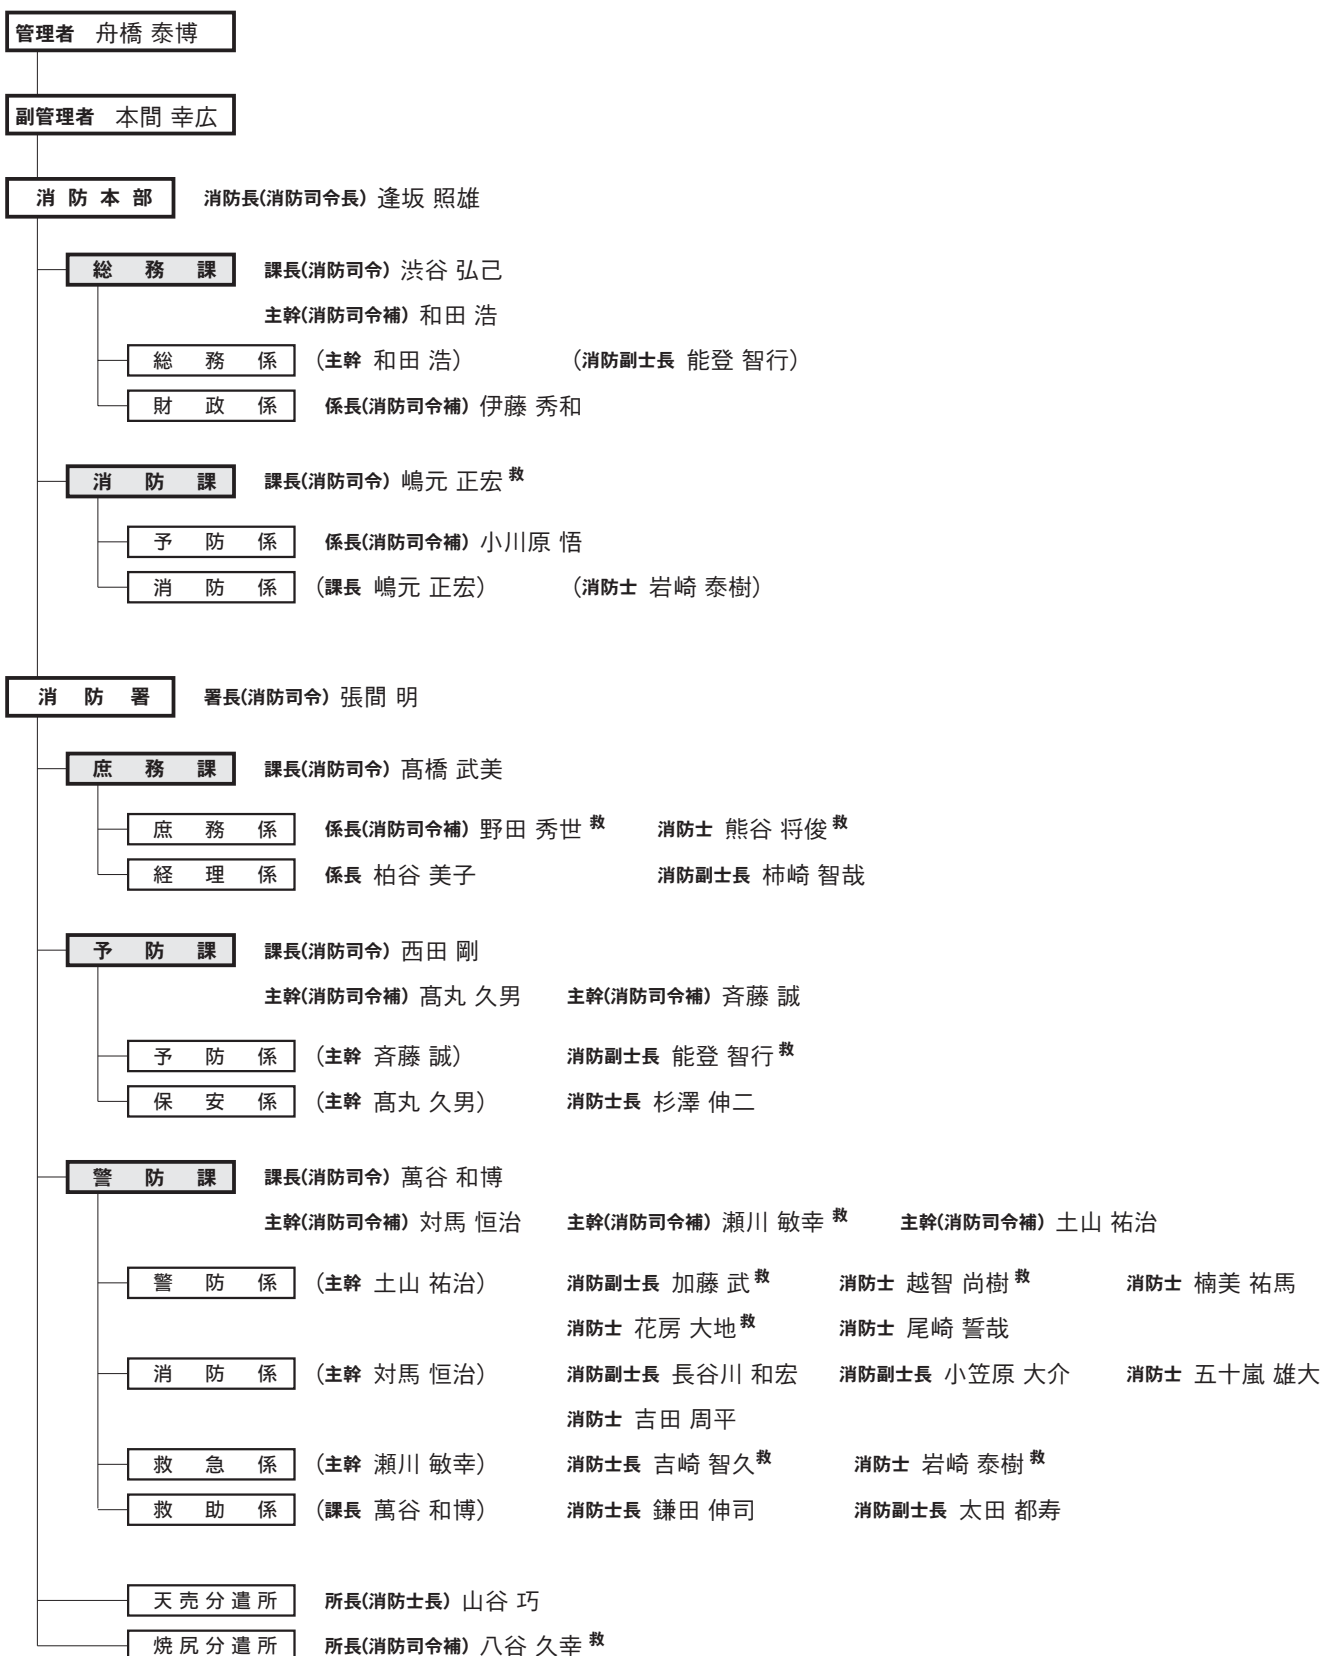 管理者 舟橋 泰博
副管理者 本間 幸広
消防本部 消防長(消防司令長) 逢坂 照雄
総務課 課長(消防司令) 渋谷 弘己
主幹(消防司令補) 和田 浩
総務係 (主幹 和田 浩) (消防副士長 能登 智行)
財政係 係長(消防司令補) 伊藤 秀和
消防課 課長(消防司令) 嶋元 正宏 救
予防係 係長(消防司令補) 小川原 悟
消防係 (課長 嶋元 正宏) (消防士 岩崎 泰樹)
消防署 署長(消防司令) 張間 明
庶務課 課長(消防司令) 髙橋 武美
庶務係 係長(消防司令補) 野田 秀世 救 消防士 熊谷 将俊 救
経理係 係長 柏谷 美子 消防副士長 柿崎 智哉
予防課 課長(消防司令) 西田 剛
主幹(消防司令補) 髙丸 久男 主幹(消防司令補) 斉藤 誠
予防係 (主幹 斉藤 誠) 消防副士長 能登 智行 救
保安係 (主幹 髙丸 久男) 消防士長 杉澤 伸二
警防課 課長(消防司令) 萬谷 和博
主幹(消防司令補) 対馬 恒治 主幹(消防司令補) 瀬川 敏幸 救 主幹(消防司令補) 土山 祐治
警防係 (主幹 土山 祐治) 消防副士長 加藤 武 救 消防士 越智 尚樹 救 消防士 楠美 祐馬
消防士 花房 大地 救 消防士 尾崎 誓哉
消防係 (主幹 対馬 恒治) 消防副士長 長谷川 和宏 消防副士長 小笠原 大介 消防士 五十嵐 雄大
消防士 吉田 周平
救急係 (主幹 瀬川 敏幸) 消防士長 吉崎 智久 救 消防士 岩崎 泰樹 救
救助係 (課長 萬谷 和博) 消防士長 鎌田 伸司 消防副士長 太田 都寿
天売分遣所 所長(消防士長) 山谷 巧
焼尻分遣所 所長(消防司令補) 八谷 久幸 救